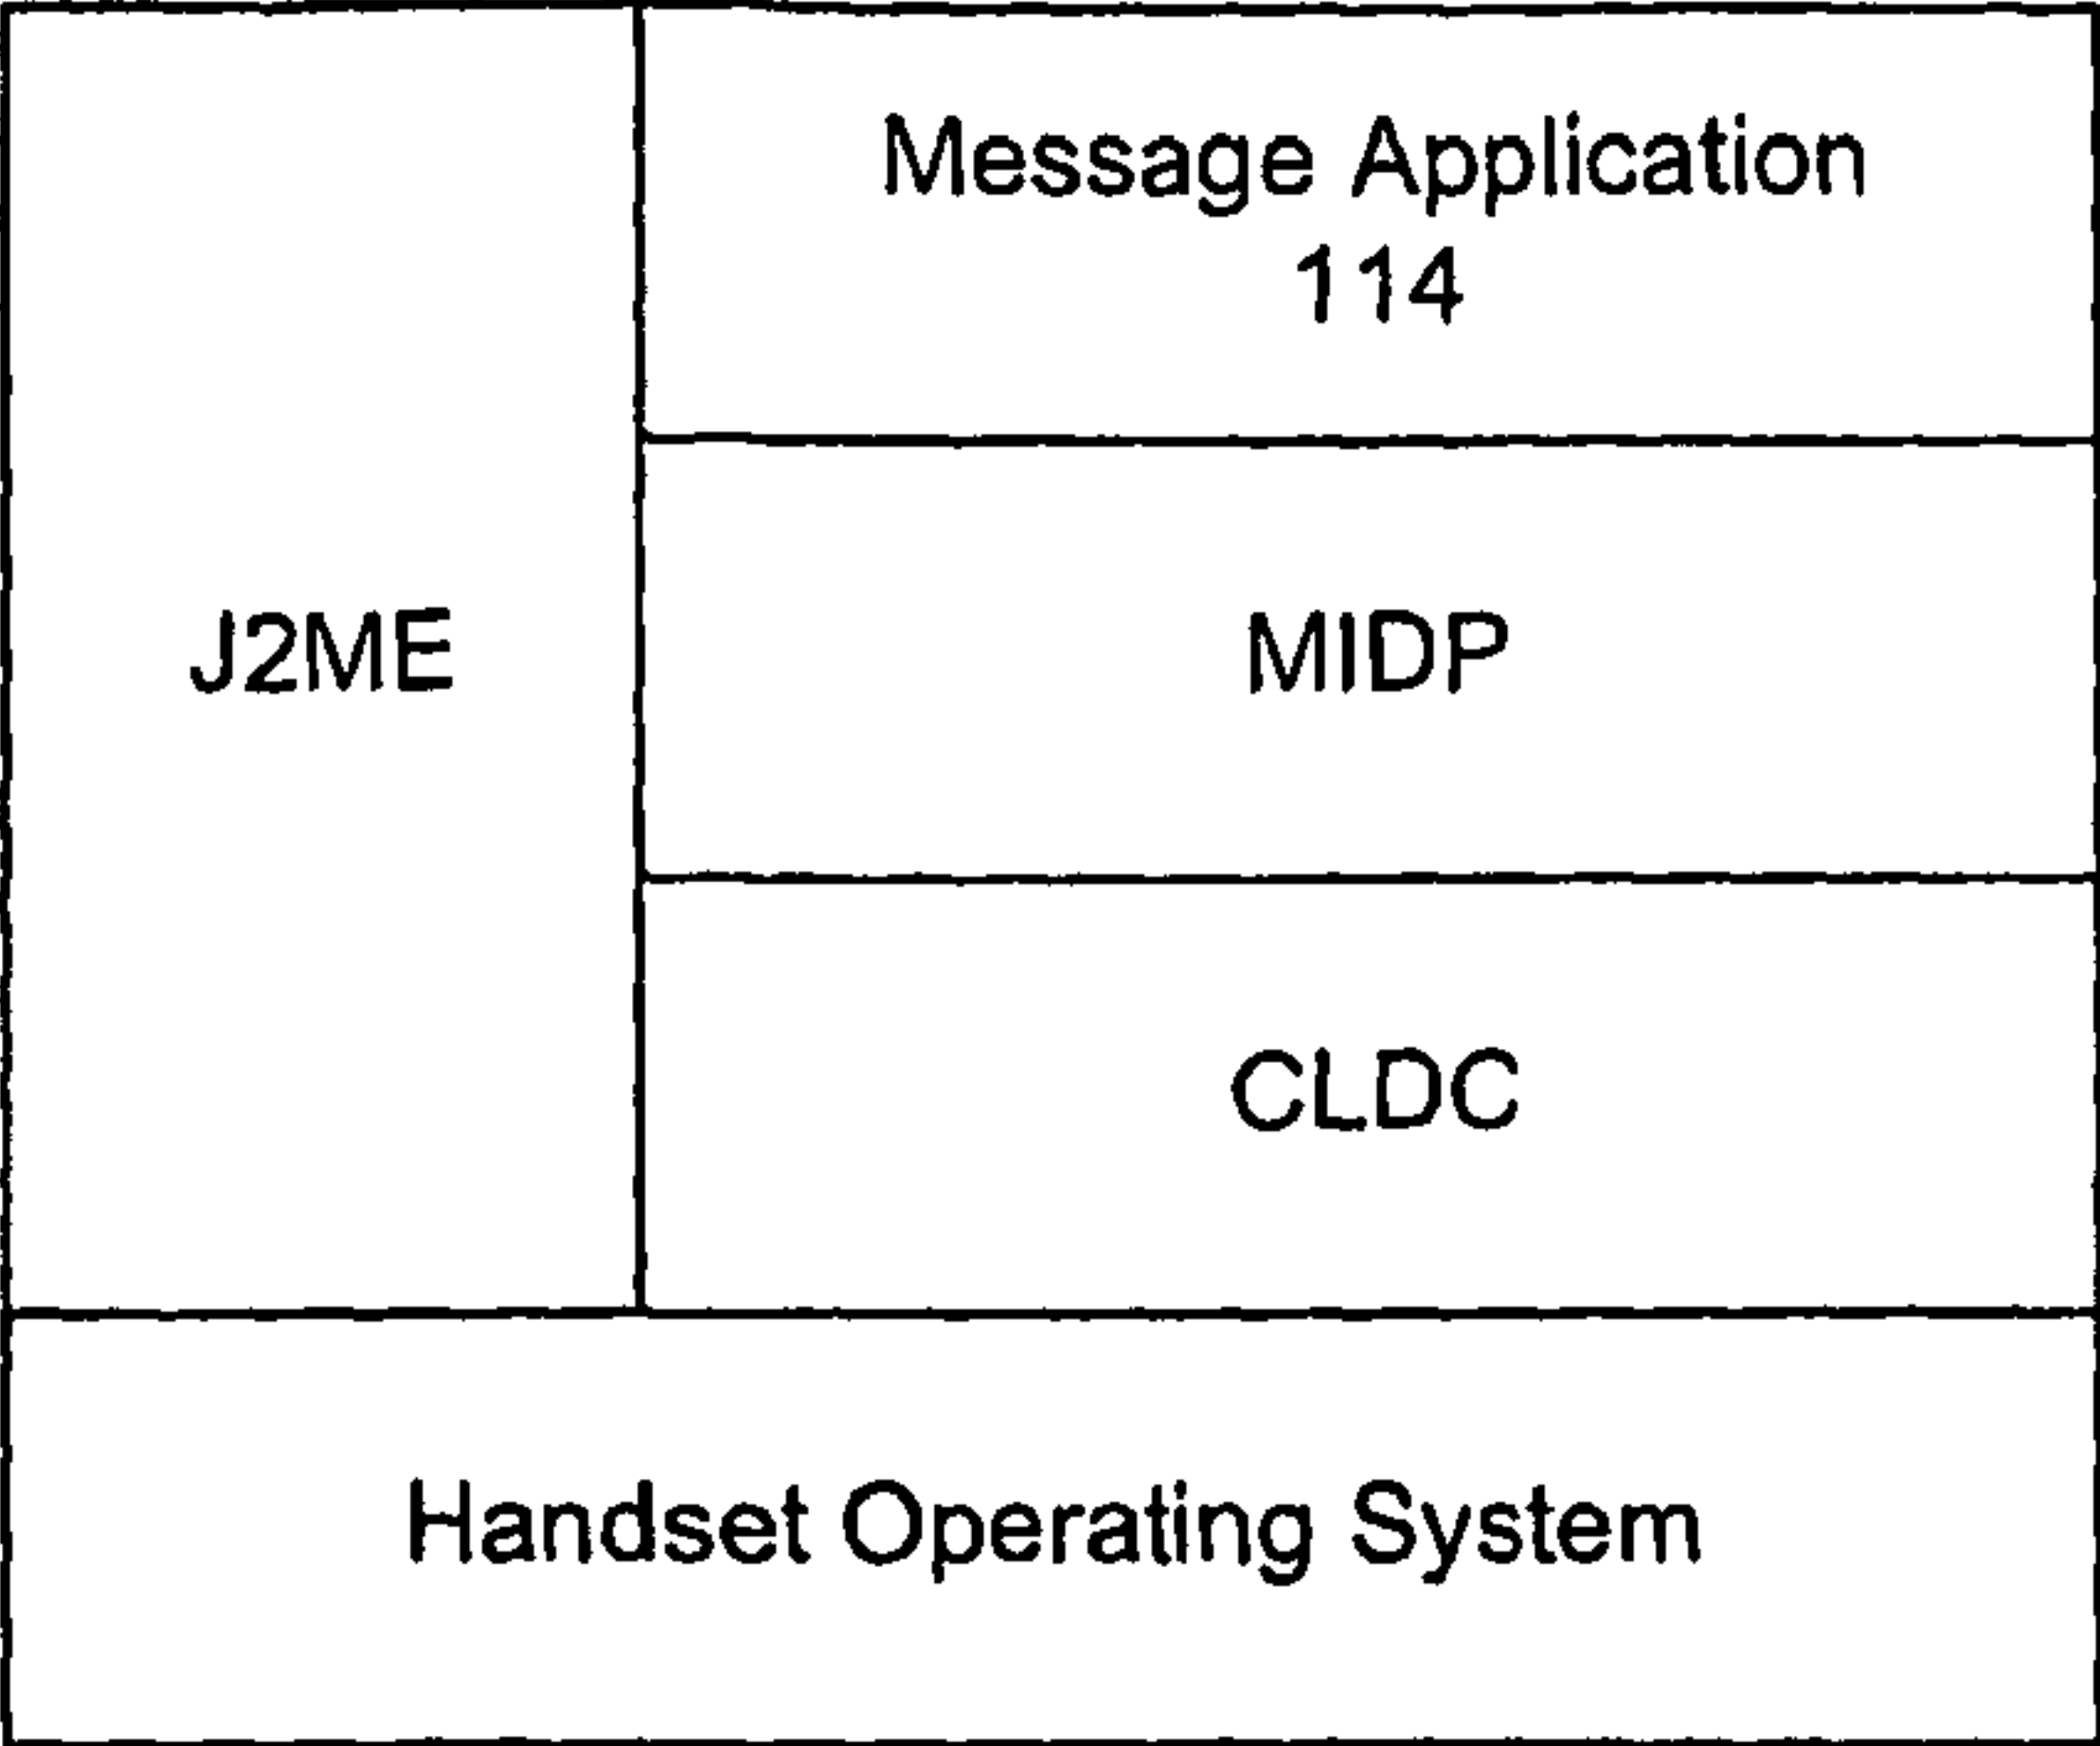 Message Application
114
J2ME
MIDP
CLDC
Handset Operating System